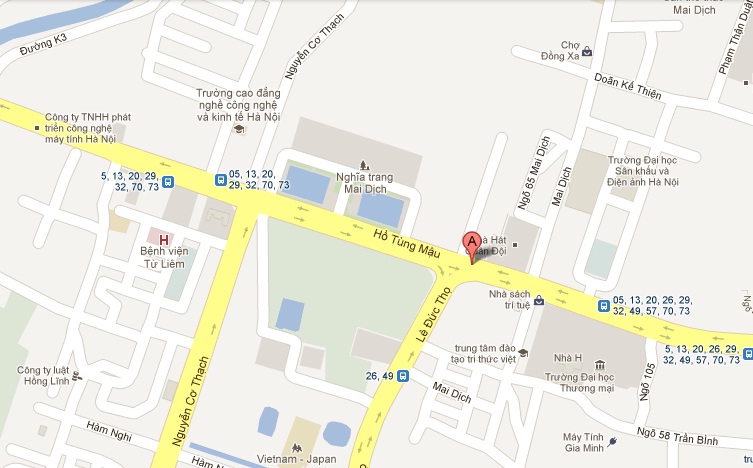 Mai Dịch
Đường K3
Nguyễn Cơ Thạch
Chợ
Đồng Xa
Phạm Thận Duật
Doãn Kế Thiện
Trường cao đẳng
nghề công nghệ
và kinh tế Hà Nội
Công ty TNHH phát
triển công nghệ
máy tính Hà Nội
Nghĩa trang
Mai Dịch
Ngõ 65 Mai Dịch
Mai Dịch
Trường Đại học
Sân khấu và
Điện ảnh Hà Nội
5, 13, 20, 29,
32, 70, 73
05, 13, 20,
29, 32, 70, 73
H
Bệnh viện
Từ Liêm
Hồ Tùng Mậu
A
Hát
Đội
Nhà sách
trí tuệ
05, 13, 20, 26, 29,
32, 49, 57, 70, 73
Ngõ
Lê Đức Thọ
trung tâm đào
tạo trí thức việt
5, 13, 20, 26, 29,
32, 49, 57, 70, 73
Nhà H
Trường Đại học
Thương mại
Ngõ 105
Nguyễn Cơ Thạch
26, 49
Mai Dịch
Công ty luật
Hồng Lĩnh
Hàm Nghi
Ngõ 58 Trần Bình
Máy Tính
Gia Minh
Hàm Nghi
Vietnam - Japan